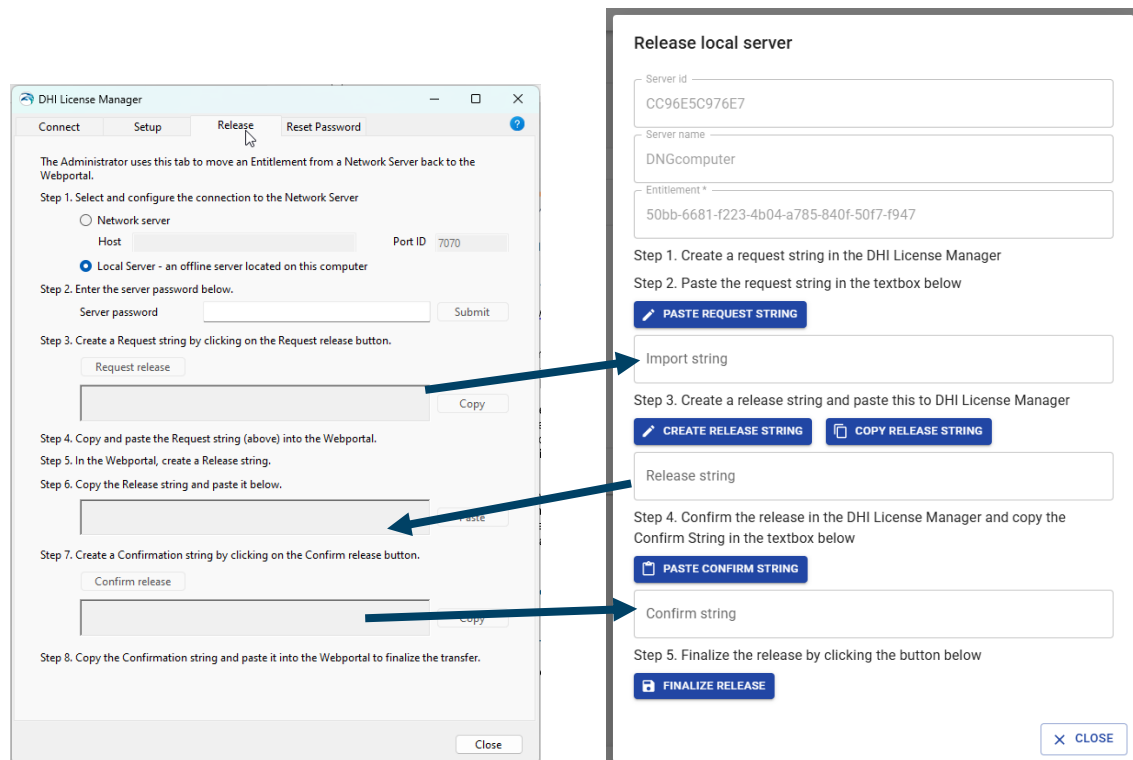 DHI License Manager
Connect
Setup
Release
Reset Password
?
The Administrator uses this tab to move an Entitlement from a Network Server back to the
Webportal.
Step 1. Select and configure the connection to the Network Server
Network server
Host
Port ID
7070
Local Server - an offline server located on this computer
Step 2. Enter the server password below.
Server password
Submit
Step 3. Create a Request string by clicking on the Request release button.
Request release
Copy
Step 4. Copy and paste the Request string (above) into the Webportal.
Step 5. In the Webportal, create a Release string.
Step 6. Copy the Release string and paste it below.
Paste
Step 7. Create a Confirmation string by clicking on the Confirm release button.
Confirm release
Copy
Step 8. Copy the Confirmation string and paste it into the Webportal to finalize the transfer.
Close
Release local server
Server id
CC96E5C976E7
Server name
DNGcomputer
Entitlement *
50bb-6681-f223-4b04-a785-840f-50f7-f947
Step 1. Create a request string in the DHI License Manager
Step 2. Paste the request string in the textbox below
PASTE REQUEST STRING
Import string
Step 3. Create a release string and paste this to DHI License Manager
CREATE RELEASE STRING
COPY RELEASE STRING
Release string
Step 4. Confirm the release in the DHI License Manager and copy the
Confirm String in the textbox below
PASTE CONFIRM STRING
Confirm string
Step 5. Finalize the release by clicking the button below
FINALIZE RELEASE
CLOSE